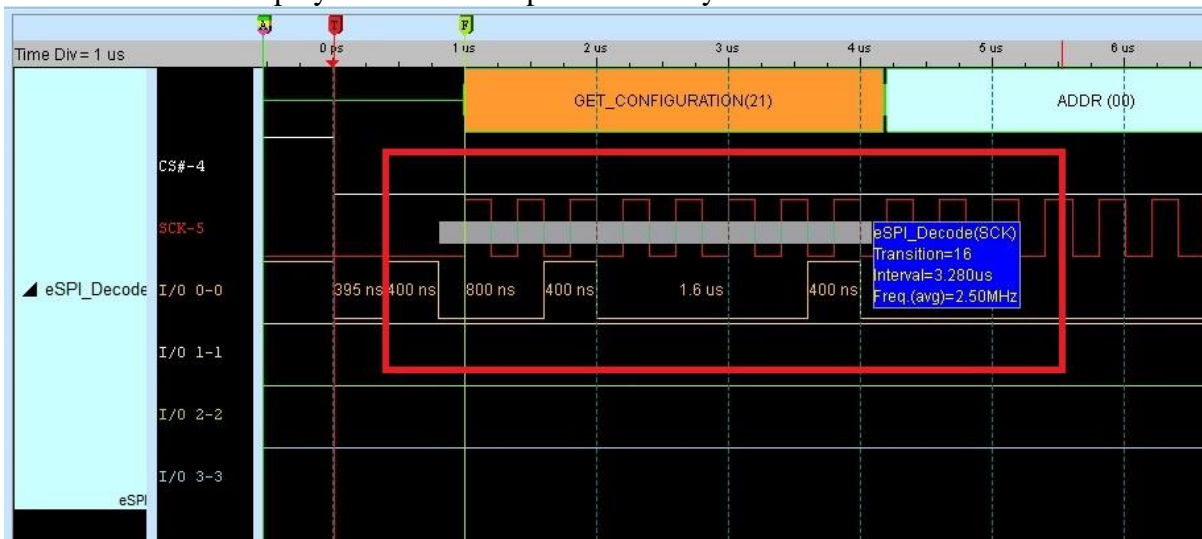 A T F
Time Div = 1 us 0 ps 1 us 2 us 3 us 4 us 5 us 6 us
GET_CONFIGURATION(21) ADDR (00)
CS#-4
SCK-5
eSPI_Decode(SCK)
Transition=16
Interval=3.280us
Freq.(avg)=2.50MHz
eSPI_Decode I/O 0-0 395 ns 400 ns 800 ns 400 ns 1.6 us 400 ns
I/O 1-1
I/O 2-2
I/O 3-3
eSPI